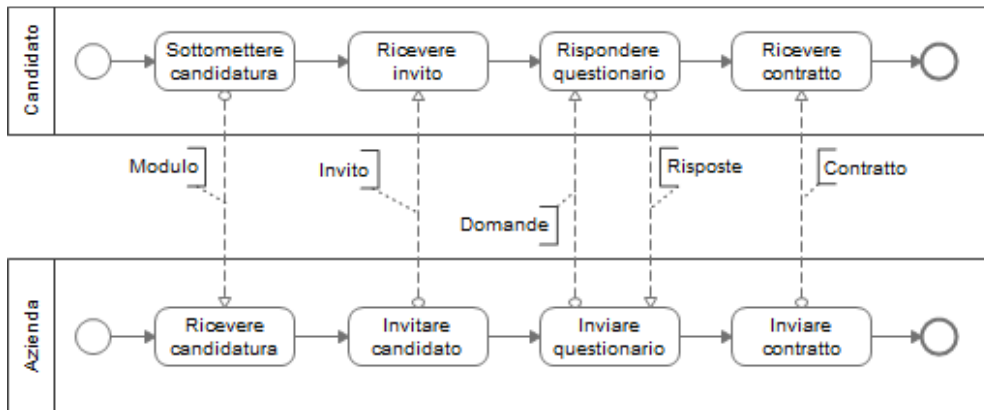 Candidato
Sottomettere
candidatura
Ricevere
invito
Rispondere
questionario
Ricevere
contratto
Modulo
Invito
Domande
Risposte
Contratto
Azienda
Ricevere
candidatura
Invitare
candidato
Inviare
questionario
Inviare
contratto